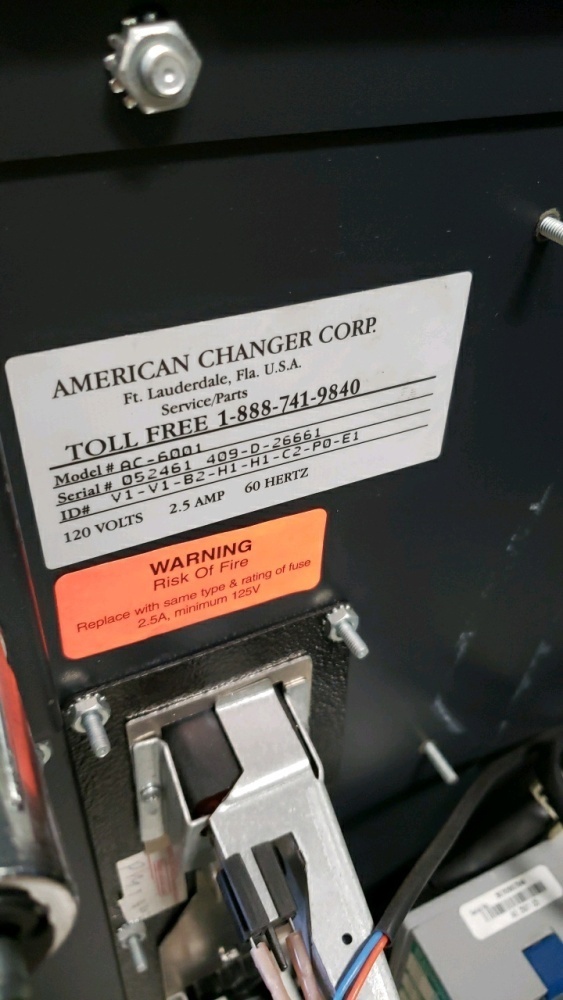 AMERICAN CHANGER CORP.
Ft. Lauderdale, Fla. U.S.A.
Service/Parts
TOLL FREE 1-888-741-9840
Model # AC-6001
Serial # 052461 409-D-26661
ID# V1-V1-B2-H1-H1-C2-P0-E1
120 VOLTS 2.5 AMP 60 HERTZ
WARNING
Risk Of Fire
Replace with same type & rating of fuse
2.5A, minimum 125V